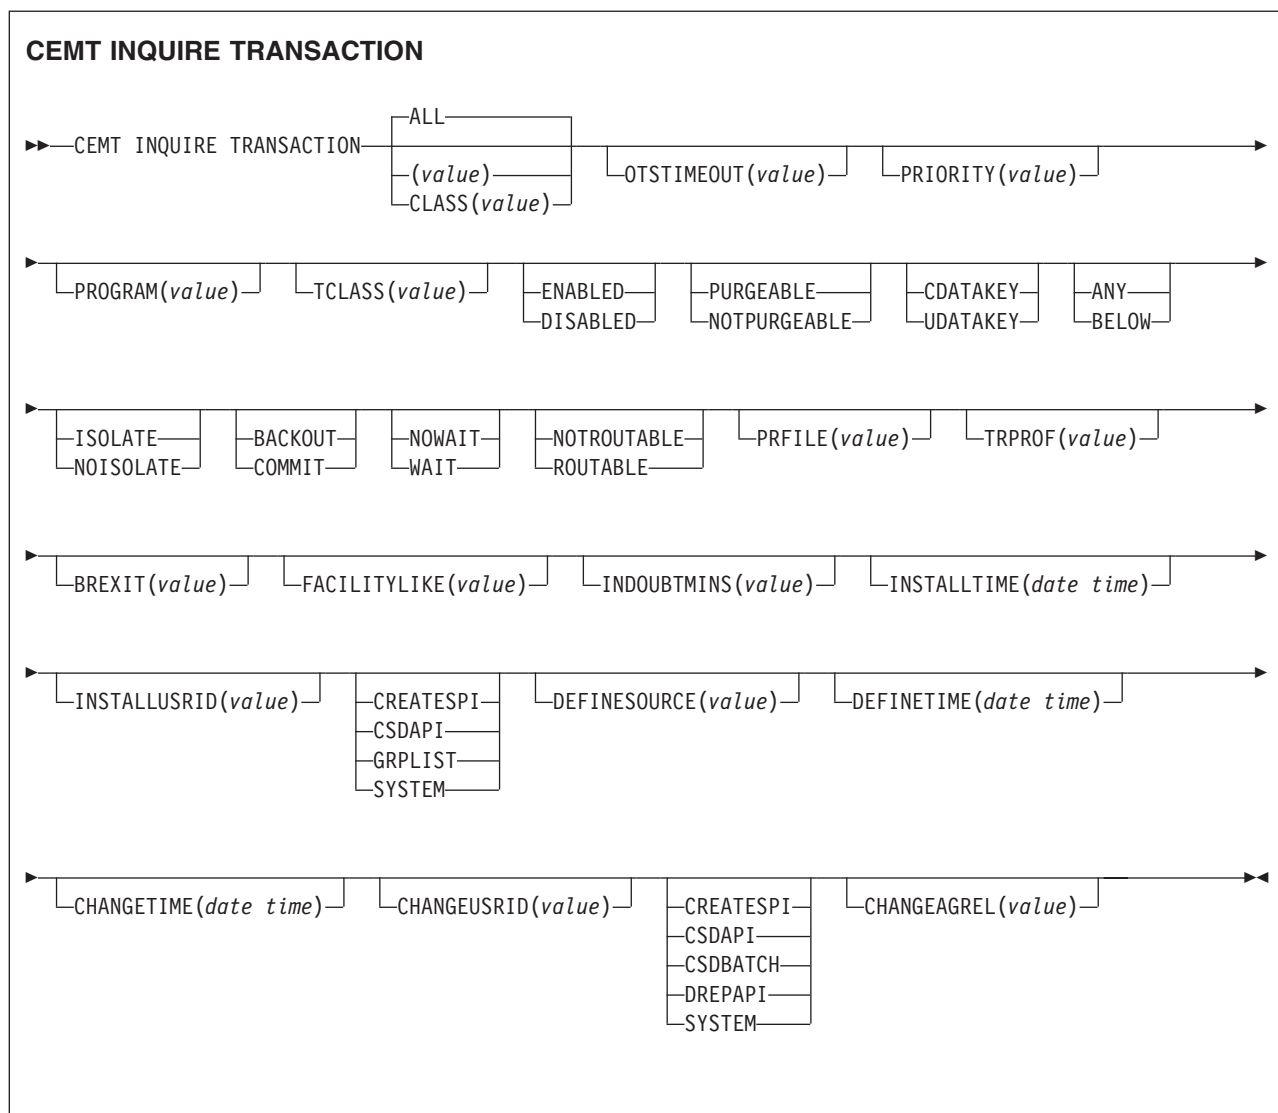 CEMT INQUIRE TRANSACTION
ALL
CEMT INQUIRE TRANSACTION
(value) OTSTIMEOUT(value) PRIORITY(value)
CLASS(value)
PROGRAM(value) TCLASS(value) ENABLED PURGEABLE CDATAKEY ANY
DISABLED NOTPURGEABLE UDATAKEY BELOW
ISOLATE BACKOUT NOWAIT NOTROUTABLE PRFILE(value) TRPROF(value)
NOISOLATE COMMIT WAIT ROUTABLE
BREXIT(value) FACILITYLIKE(value) INDOUBTMINS(value) INSTALLTIME(date time)
INSTALLUSRID(value) CREATESPI DEFINESOURCE(value) DEFINETIME(date time)
CSDAPI
GRPLIST
SYSTEM
CHANGETIME(date time) CHANGEUSRID(value) CREATESPI CHANGEAGREL(value)
CSDAPI
CSDBATCH
DREPAPI
SYSTEM